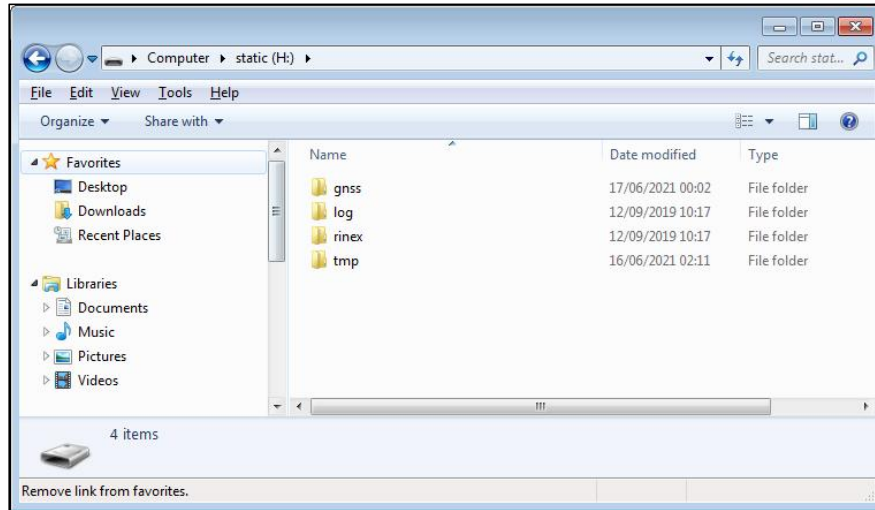 Computer static (H:) Search stat...
File Edit View Tools Help
Organize Share with
Favorites
Desktop
Downloads
Recent Places
Libraries
Documents
Music
Pictures
Videos
Name Date modified Type
gnss 17/06/2021 00:02 File folder
log 12/09/2019 10:17 File folder
rinex 12/09/2019 10:17 File folder
tmp 16/06/2021 02:11 File folder
4 items
Remove link from favorites.